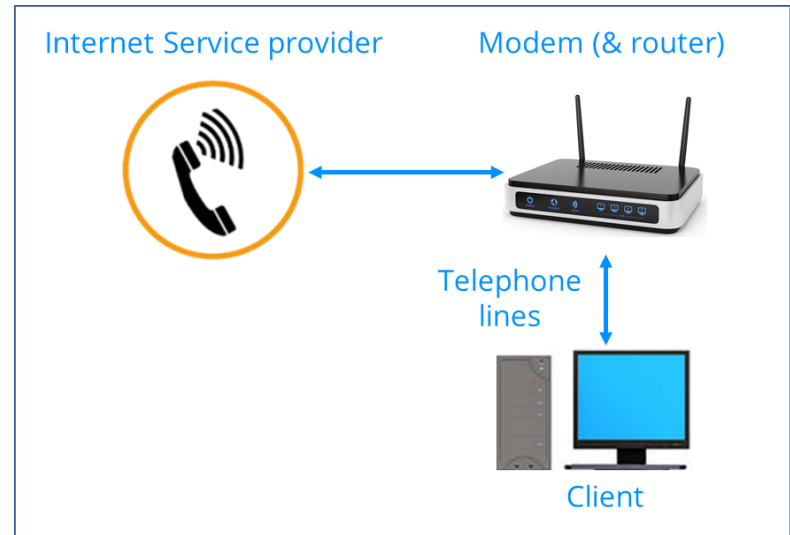 Internet Service provider
Modem (& router)
Telephone
lines
Client